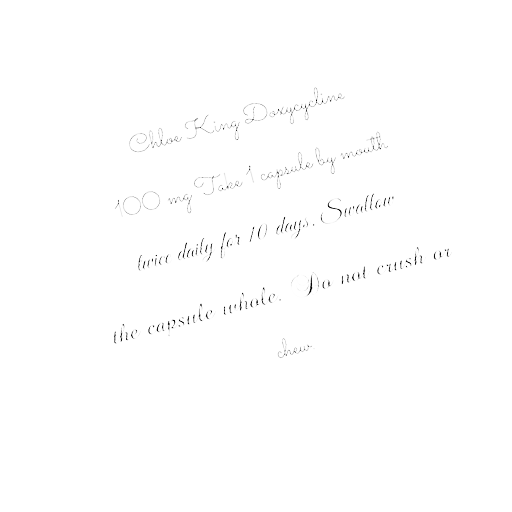 Chloe King Doxycycline
100 mg Take 1 capsule by mouth
twice daily for 10 days. Swallow
the capsule whole. Do not crush or
chew